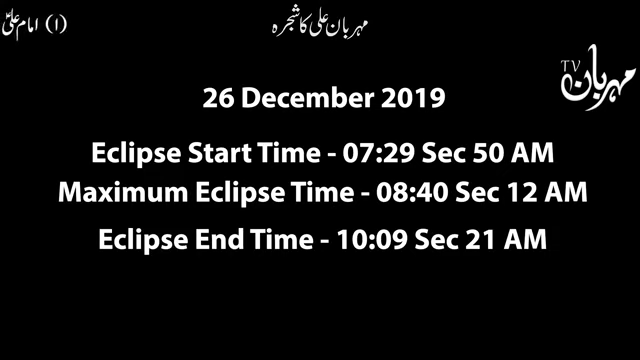 (۱) امام علیؑ
مہربان علی کا شجرہ
TV
مہربان
26 December 2019
Eclipse Start Time - 07:29 Sec 50 AM
Maximum Eclipse Time - 08:40 Sec 12 AM
Eclipse End Time - 10:09 Sec 21 AM